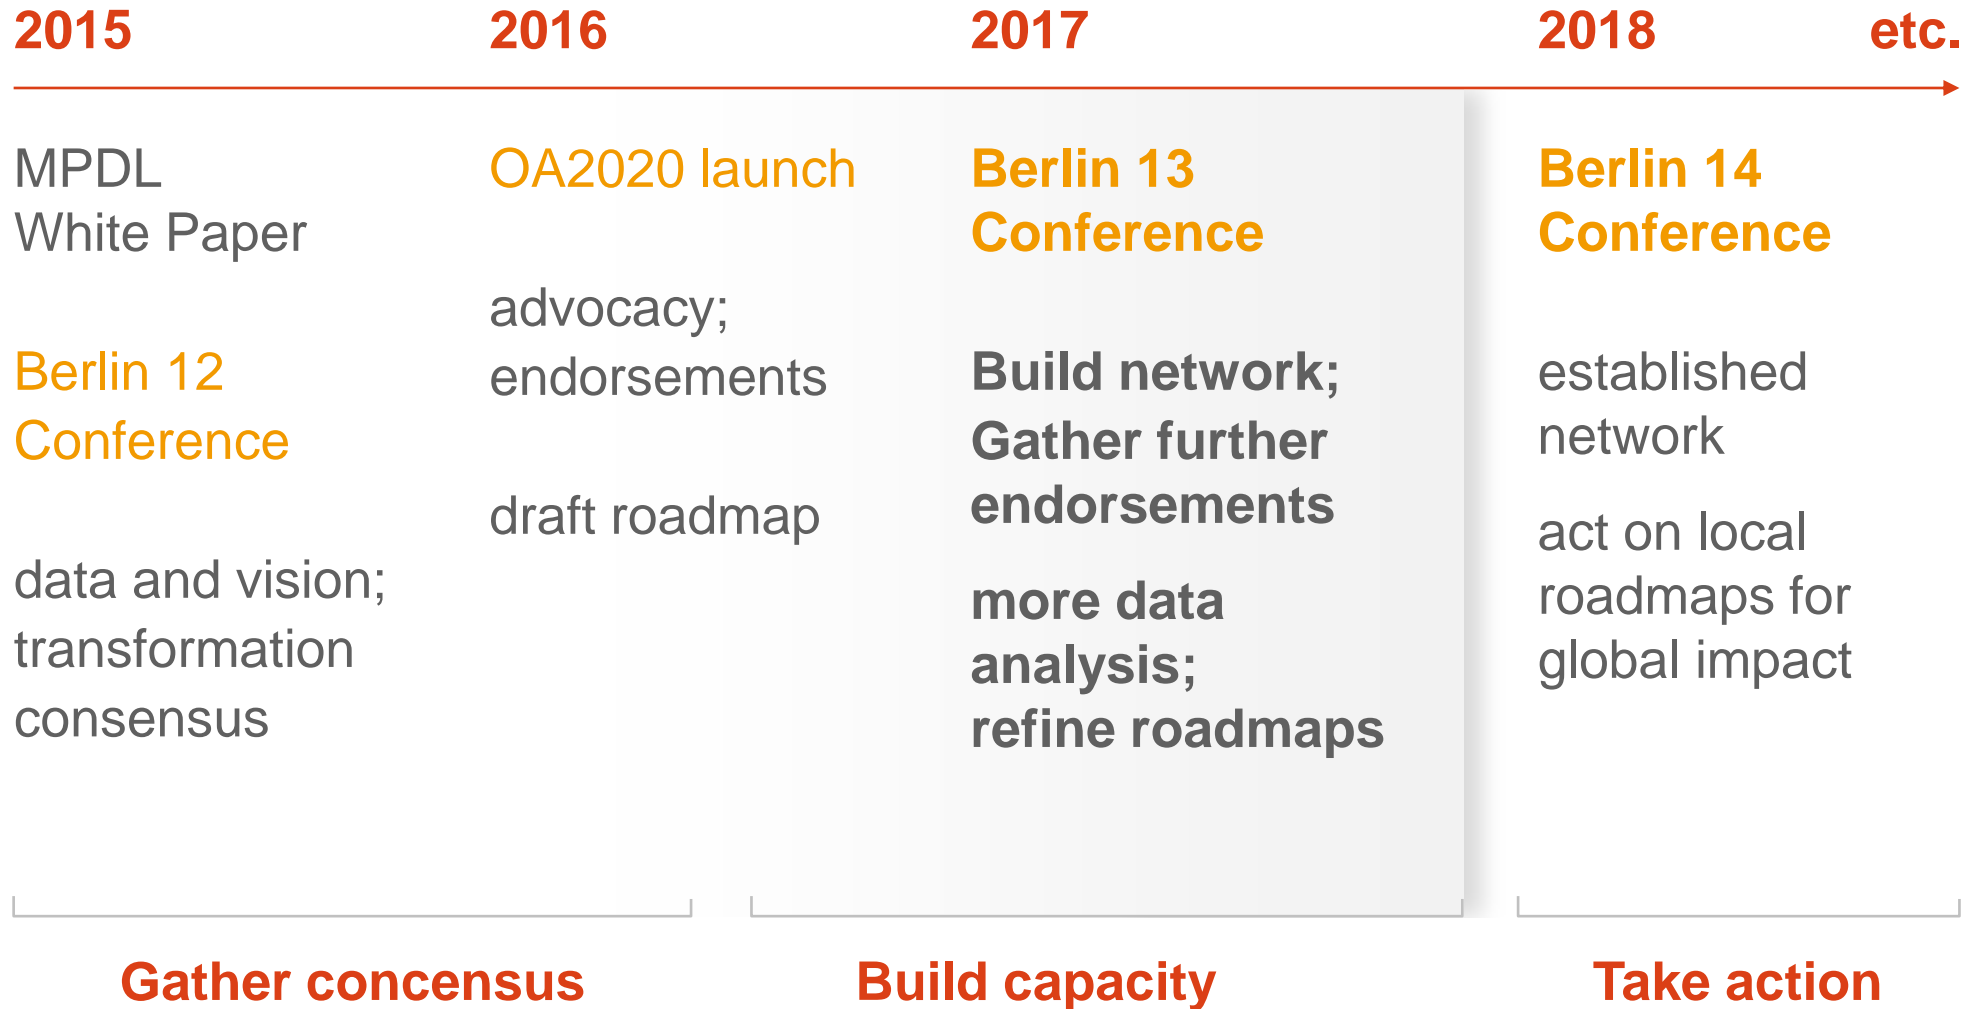 2015
2016
2017
2018
etc.
MPDL
White Paper
Berlin 12
Conference
data and vision;
transformation
consensus
OA2020 launch
advocacy;
endorsements
draft roadmap
Berlin 13
Conference
Build network;
Gather further
endorsements
more data
analysis;
refine roadmaps
Berlin 14
Conference
established
network
act on local
roadmaps for
global impact
Gather concensus
Build capacity
Take action